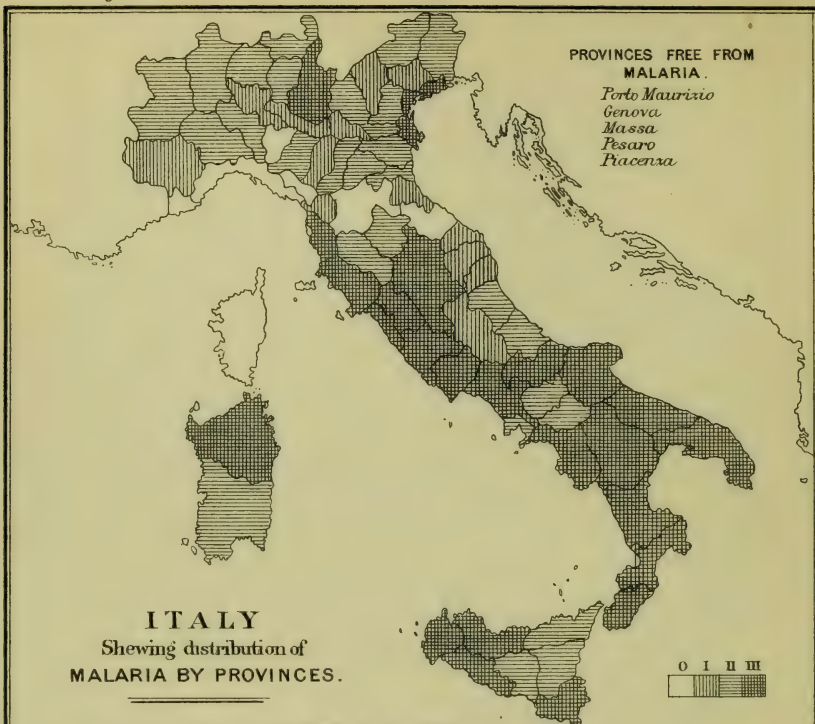 PROVINCES FREE FROM
MALARIA.
Porto Maurizio
Genova
Massa
Pesaro
Piacenza
ITALY
Shewing distribution of
MALARIA BY PROVINCES.
0 I II III